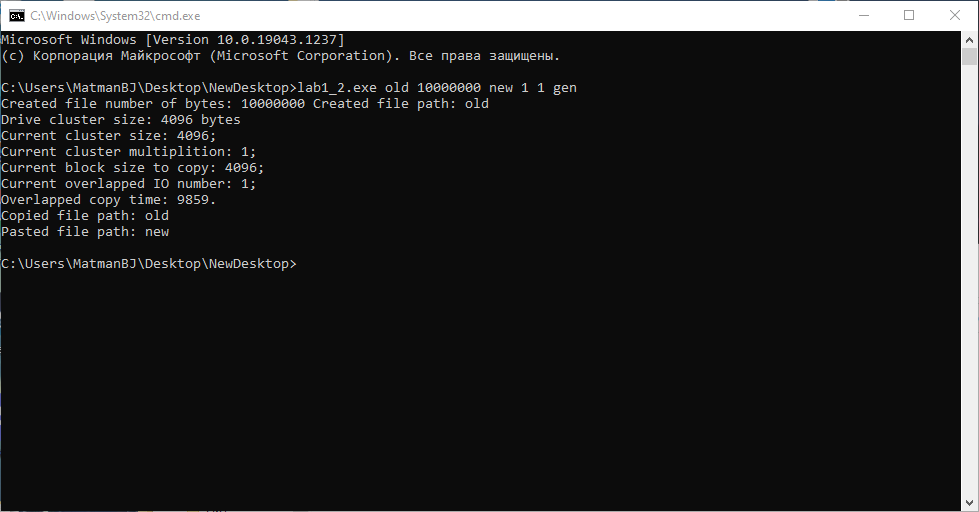 C:\Windows\System32\cmd.exe
Microsoft Windows [Version 10.0.19043.1237]
(c) Корпорация Майкрософт (Microsoft Corporation). Все права защищены.
C:\Users\MatmanBJ\Desktop\NewDesktop>lab1_2.exe old 10000000 new 1 1 gen
Created file number of bytes: 10000000 Created file path: old
Drive cluster size: 4096 bytes
Current cluster size: 4096;
Current cluster multiplition: 1;
Current block size to copy: 4096;
Current overlapped IO number: 1;
Overlapped copy time: 9859.
Copied file path: old
Pasted file path: new
C:\Users\MatmanBJ\Desktop\NewDesktop>